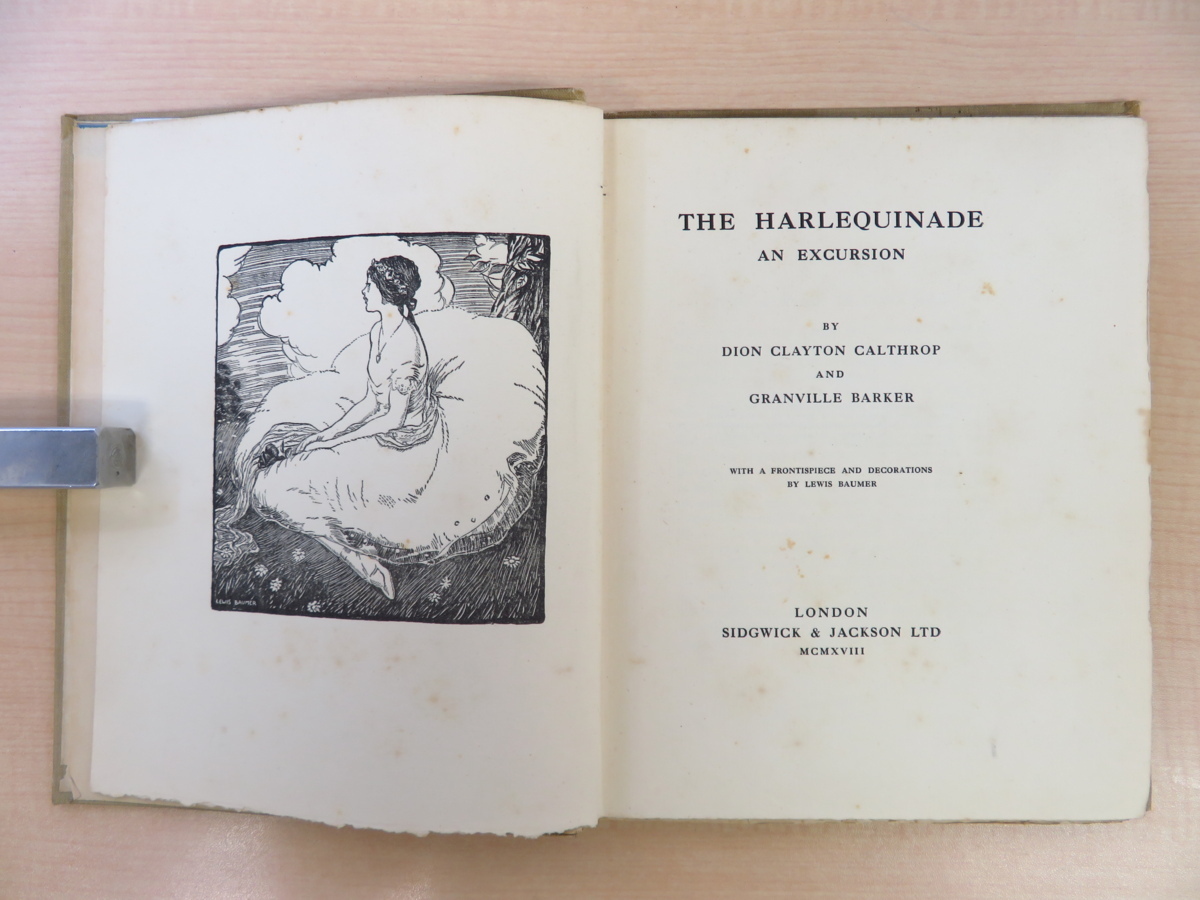 LEWIS BAUMER
THE HARLEQUINADE
AN EXCURSION
BY
DION CLAYTON CALTHROP
AND
GRANVILLE BARKER
WITH A FRONTISPIECE AND DECORATIONS
BY LEWIS BAUMER
LONDON
SIDGWICK & JACKSON LTD
MCMXVIII